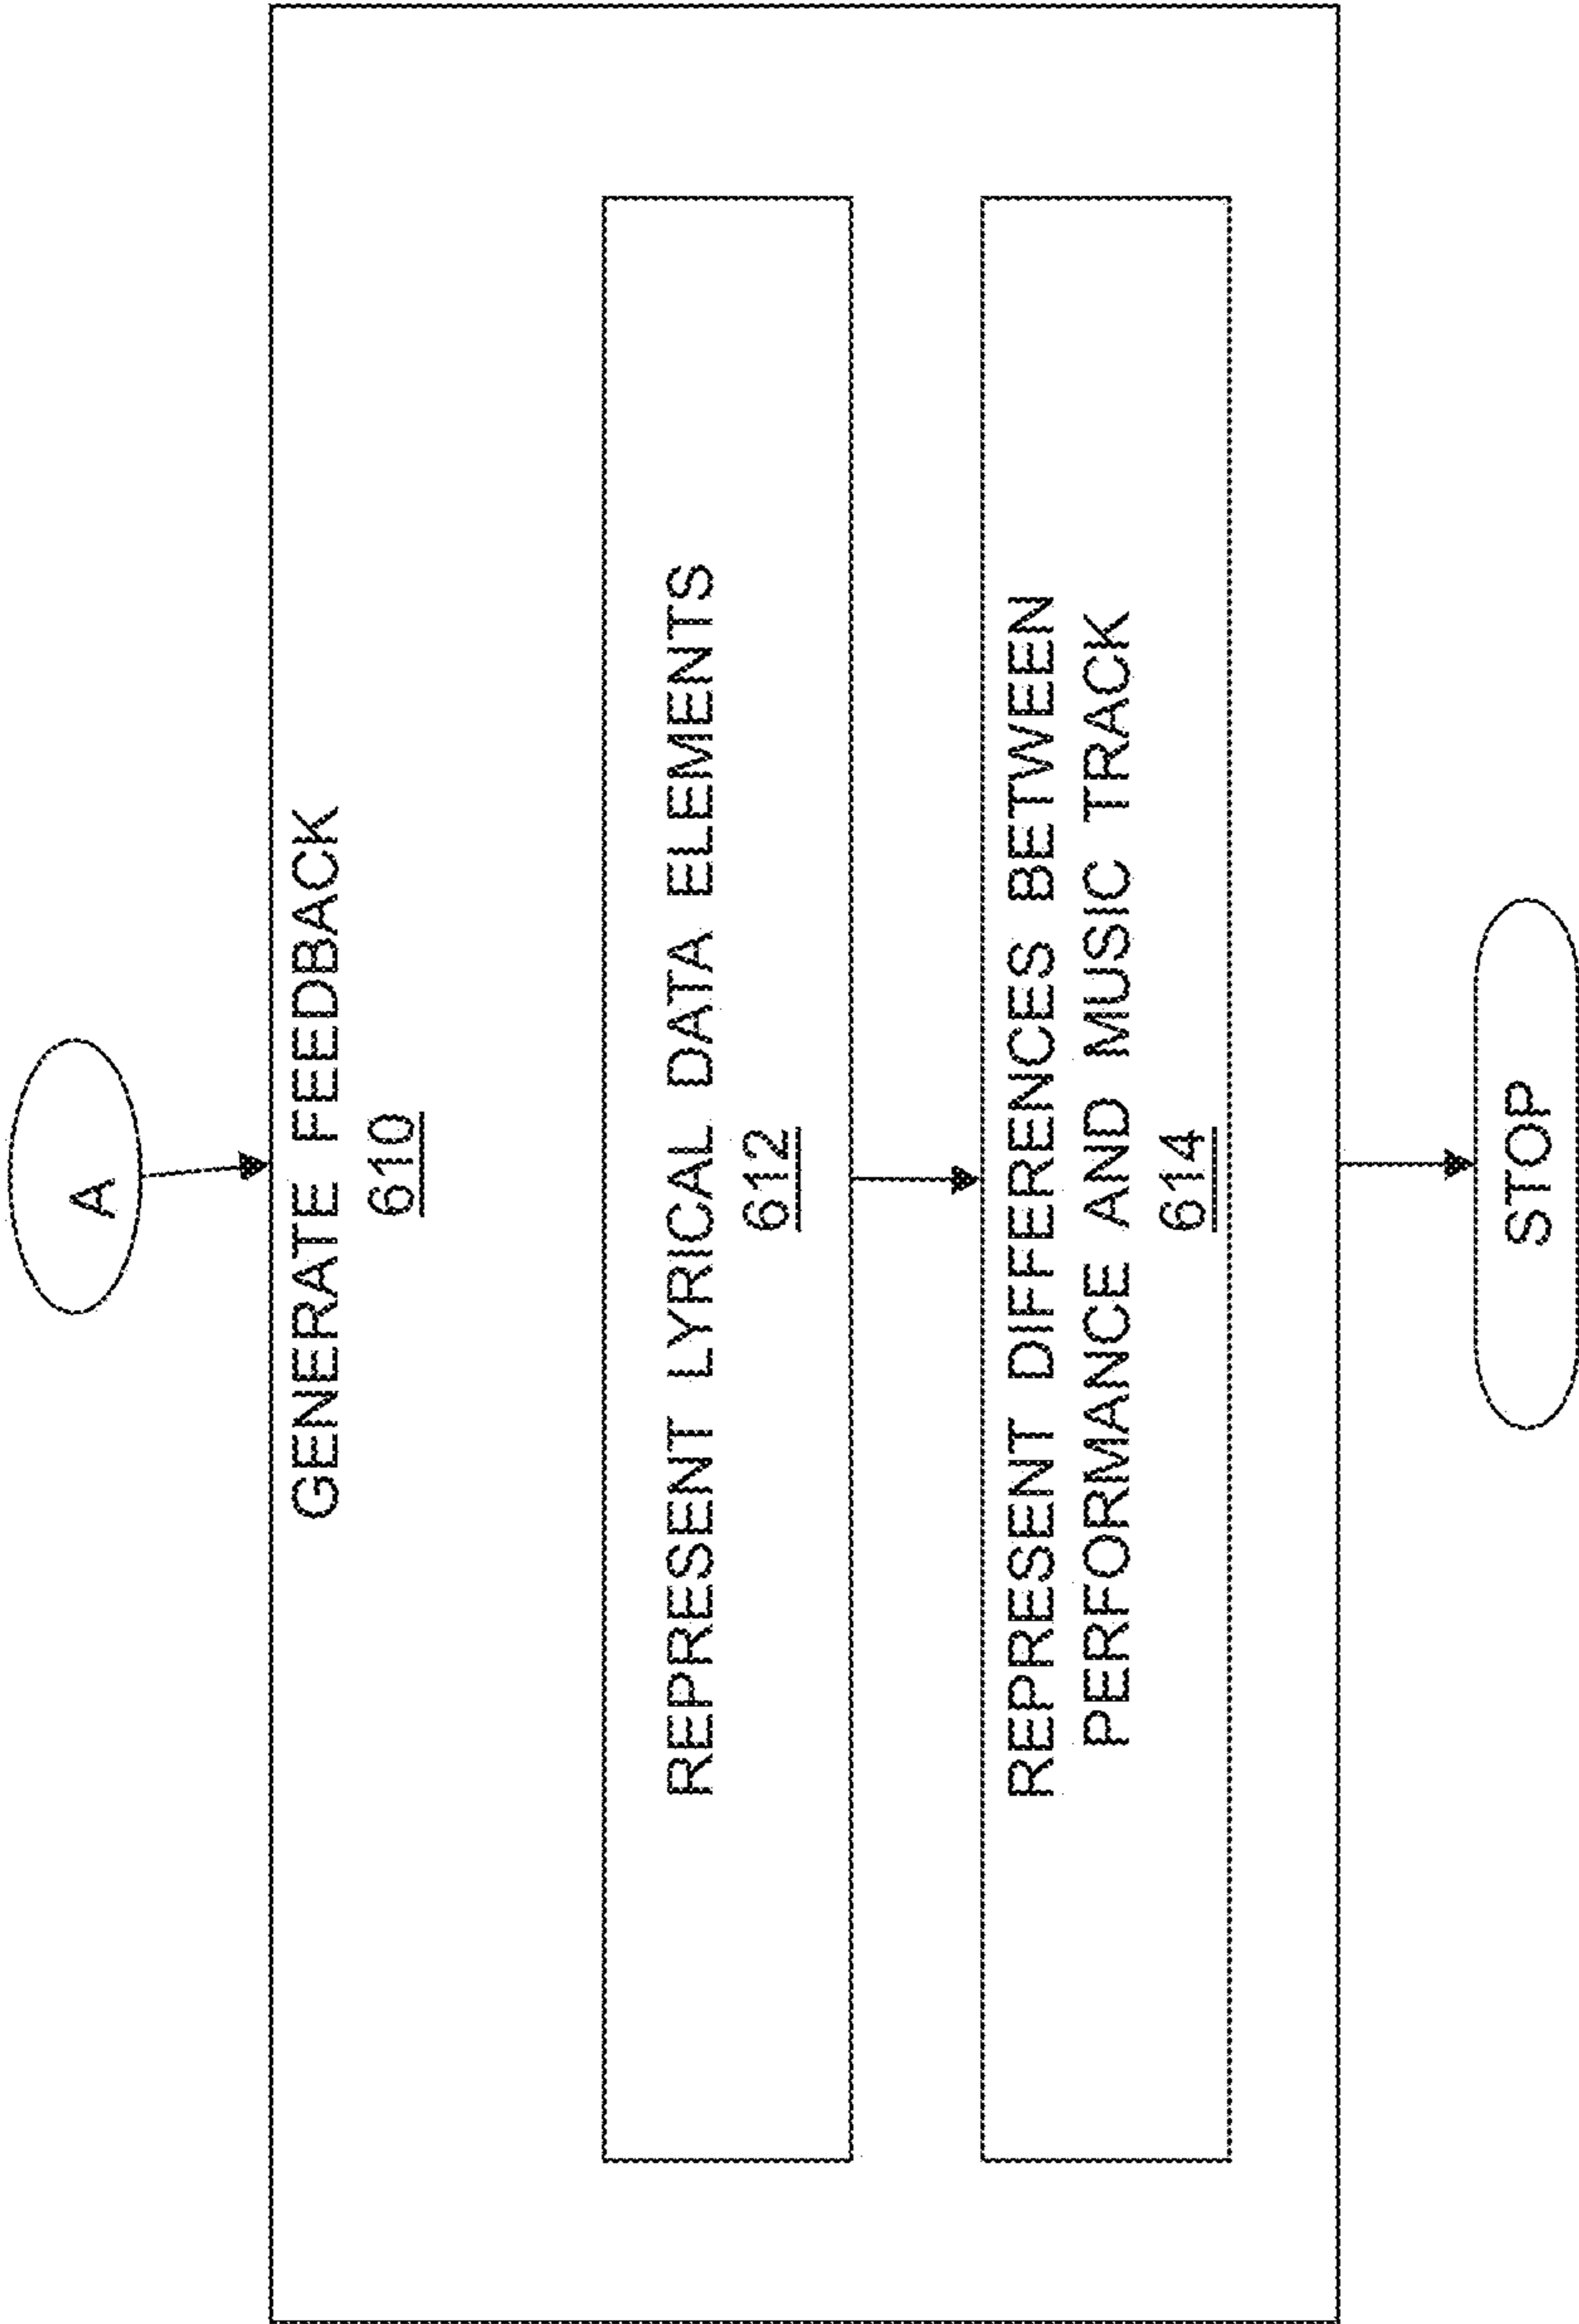 A
GENERATE FEEDBACK
610
REPRESENT LYRICAL DATA ELEMENTS
612
REPRESENT DIFFERENCES BETWEEN
PERFORMANCE AND MUSIC TRACK
614
STOP